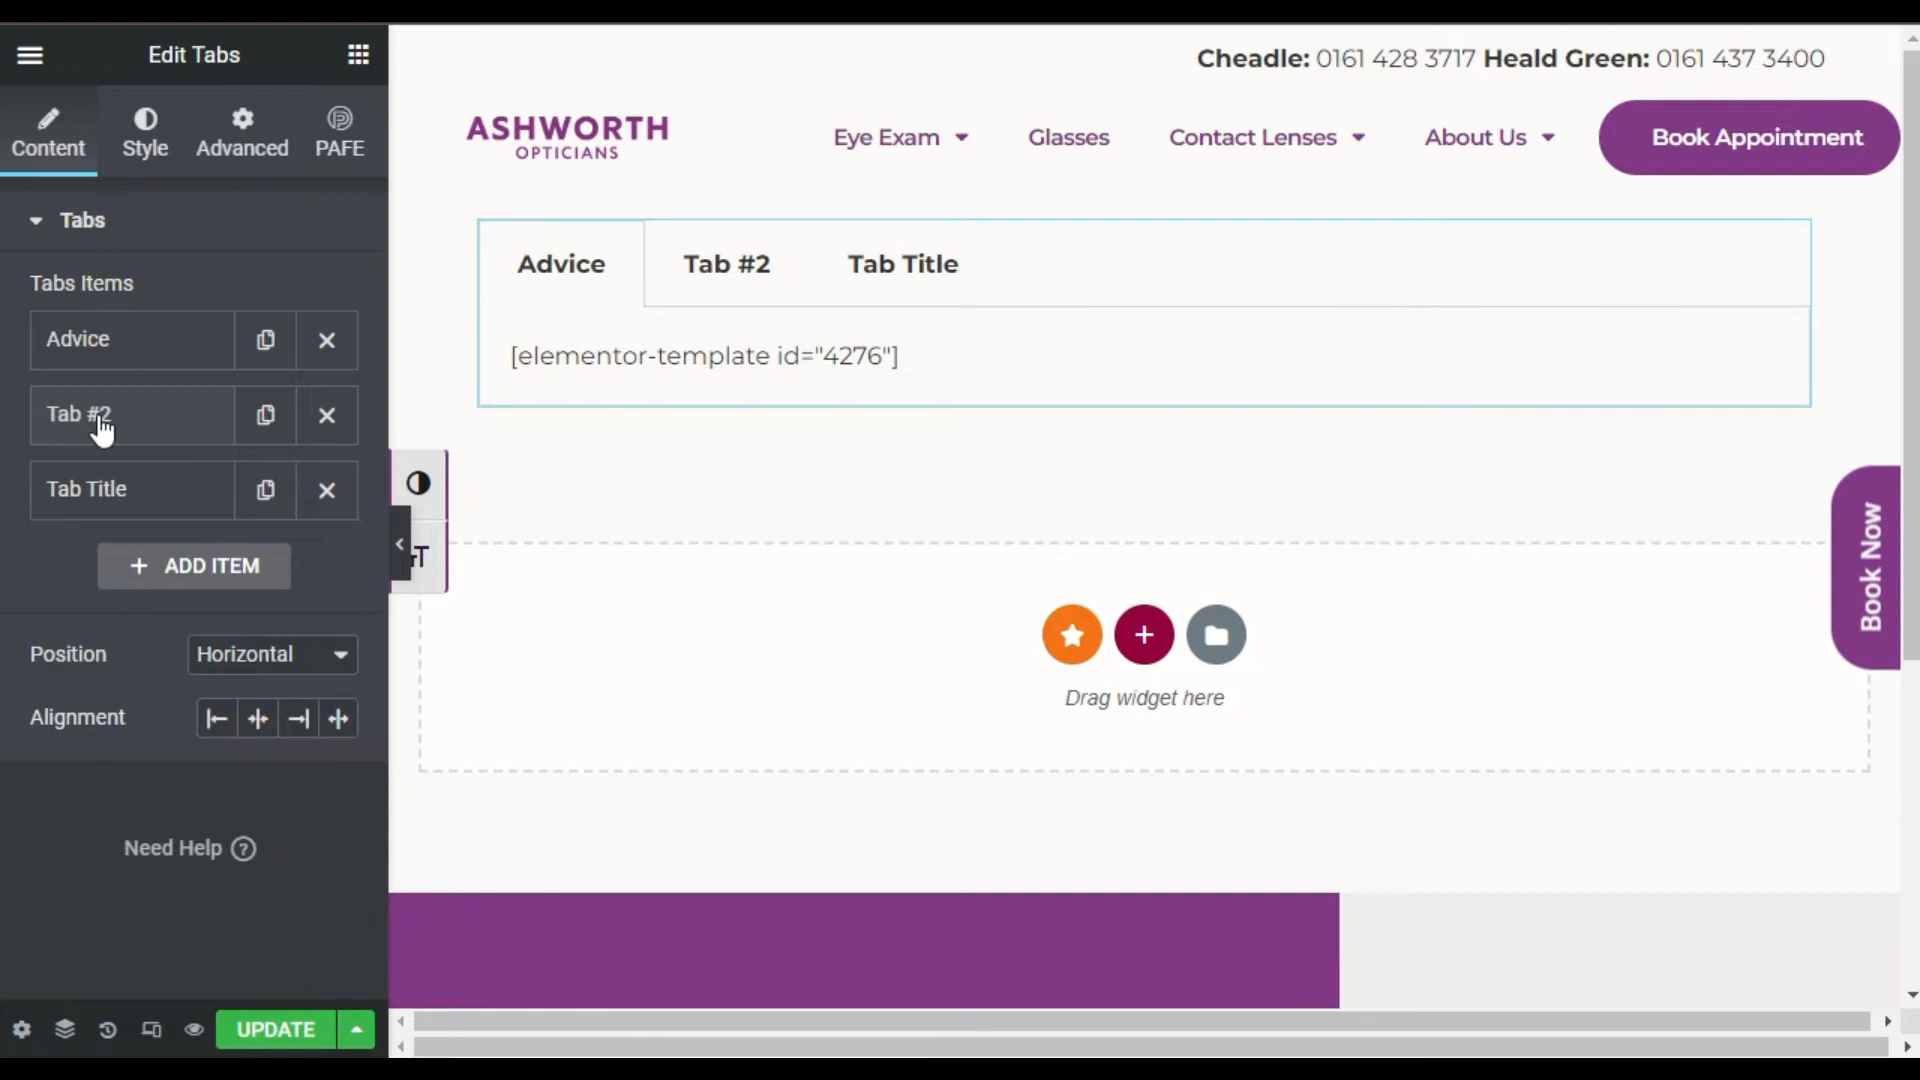 Edit Tabs
Content
Style
Advanced
PAFE
Tabs
Tabs Items
Advice
Tab #2
Tab Title
+ ADD ITEM
Position
Horizontal
Alignment
Need Help ?
UPDATE
Cheadle: 0161 428 3717 Heald Green: 0161 437 3400
ASHWORTH
OPTICIANS
Eye Exam
Glasses
Contact Lenses
About Us
Book Appointment
Advice
Tab #2
Tab Title
[elementor-template id="4276"]
Book Now
Drag widget here